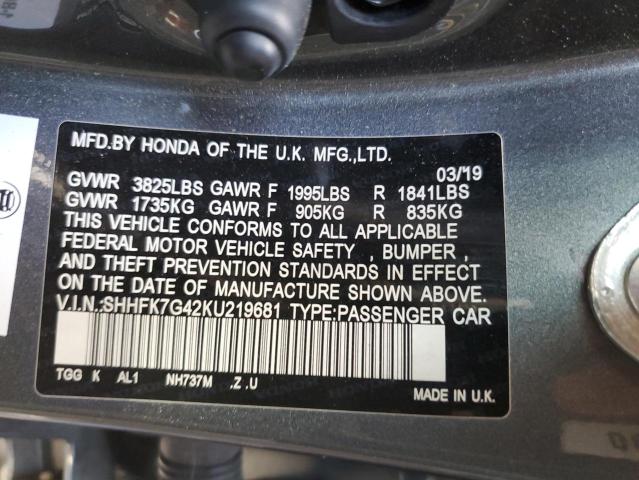 MFD.BY HONDA OF THE U.K. MFG.,LTD.
03/'19
GVWR 3825LBS GAWR F 1995LBS R 1841LBS
GVWR 1735KG GAWR F 905KG R 835KG
THIS VEHICLE CONFORMS TO ALL APPLICABLE
FEDERAL MOTOR VEHICLE SAFETY , BUMPER ,
AND THEFT PREVENTION STANDARDS IN EFFECT
ON THE DATE OF MANUFACTURE SHOWN ABOVE.
V.I.N.:SHHFK7G42KU219681 TYPE:PASSENGER CAR
TGG K AL1 NH737M .Z .U
MADE IN U.K.